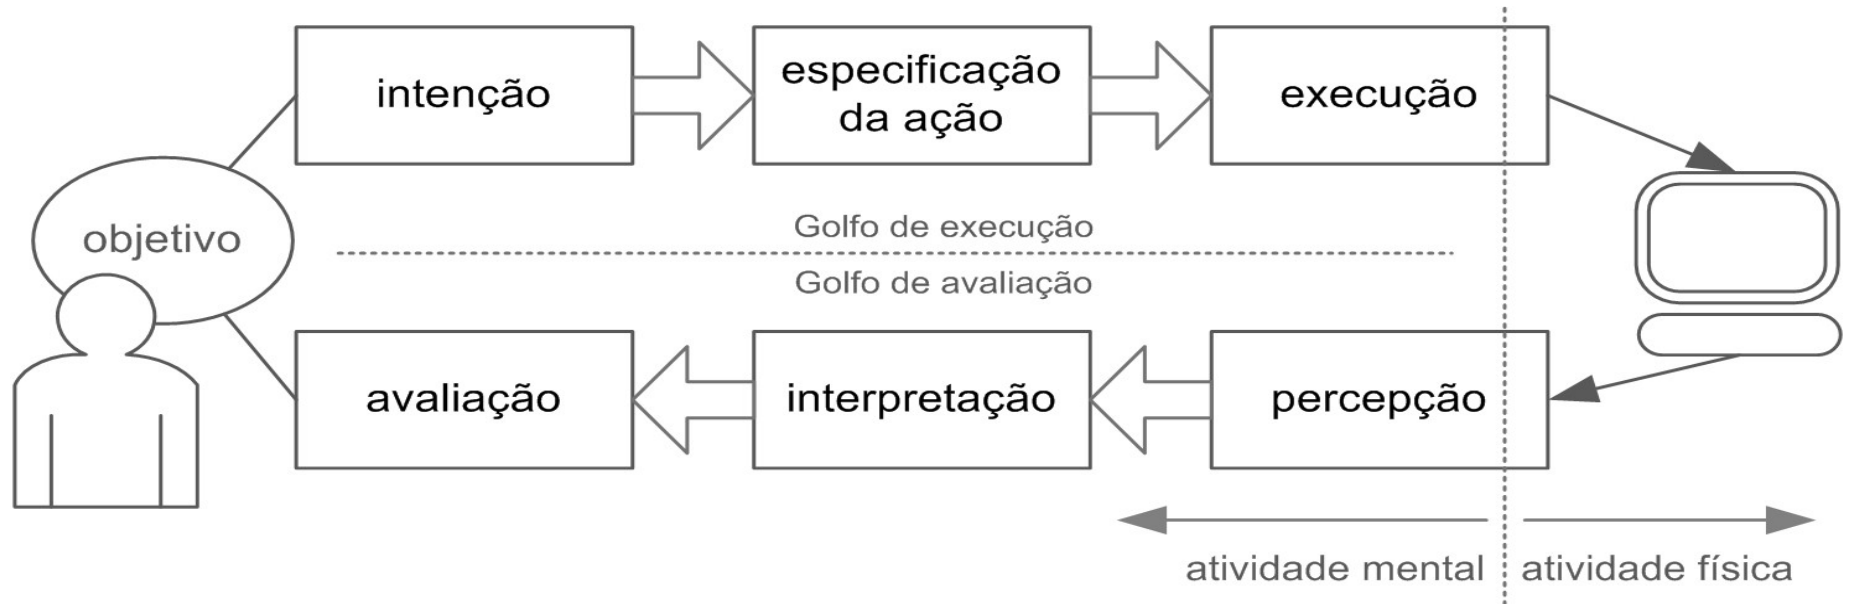 intenção
especificação
da ação
execução
objetivo
Golfo de execução
Golfo de avaliação
avaliação
interpretação
percepção
atividade mental
atividade física